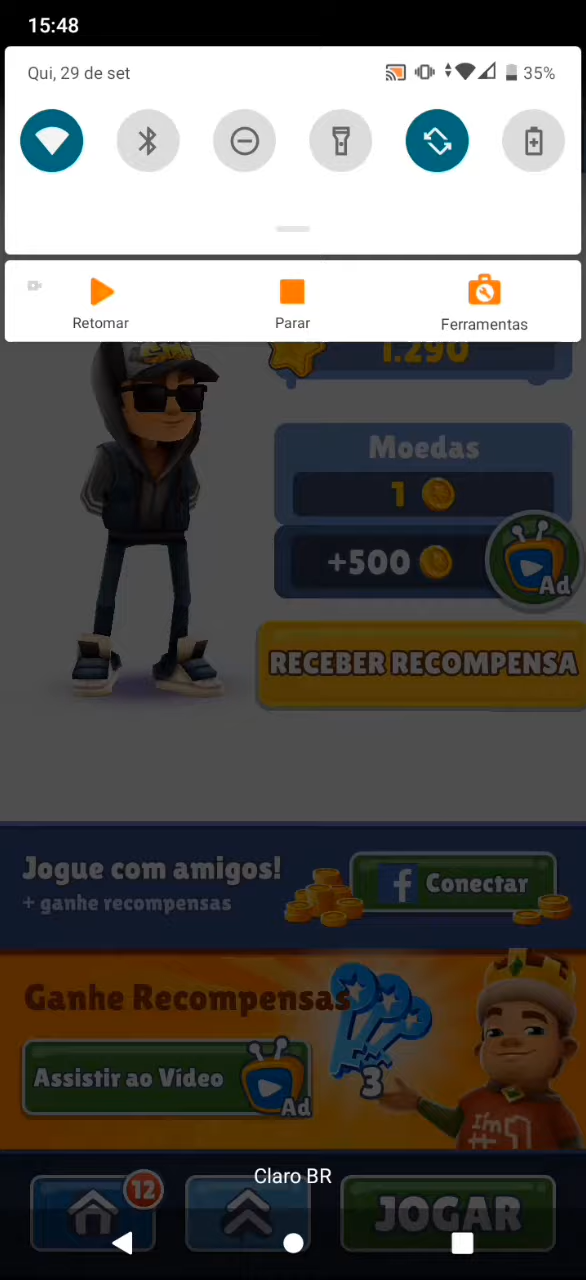 15:48
Qui, 29 de set
35%
Retomar
Parar
Ferramentas
1.290
Moedas
1
+500
Ad
RECEBER RECOMPENSA
Jogue com amigos!
+ ganhe recompensas
f Conectar
Ganhe Recompensas
Assistir ao Vídeo
Ad
3
I'm
#1
Claro BR
12
JOGAR